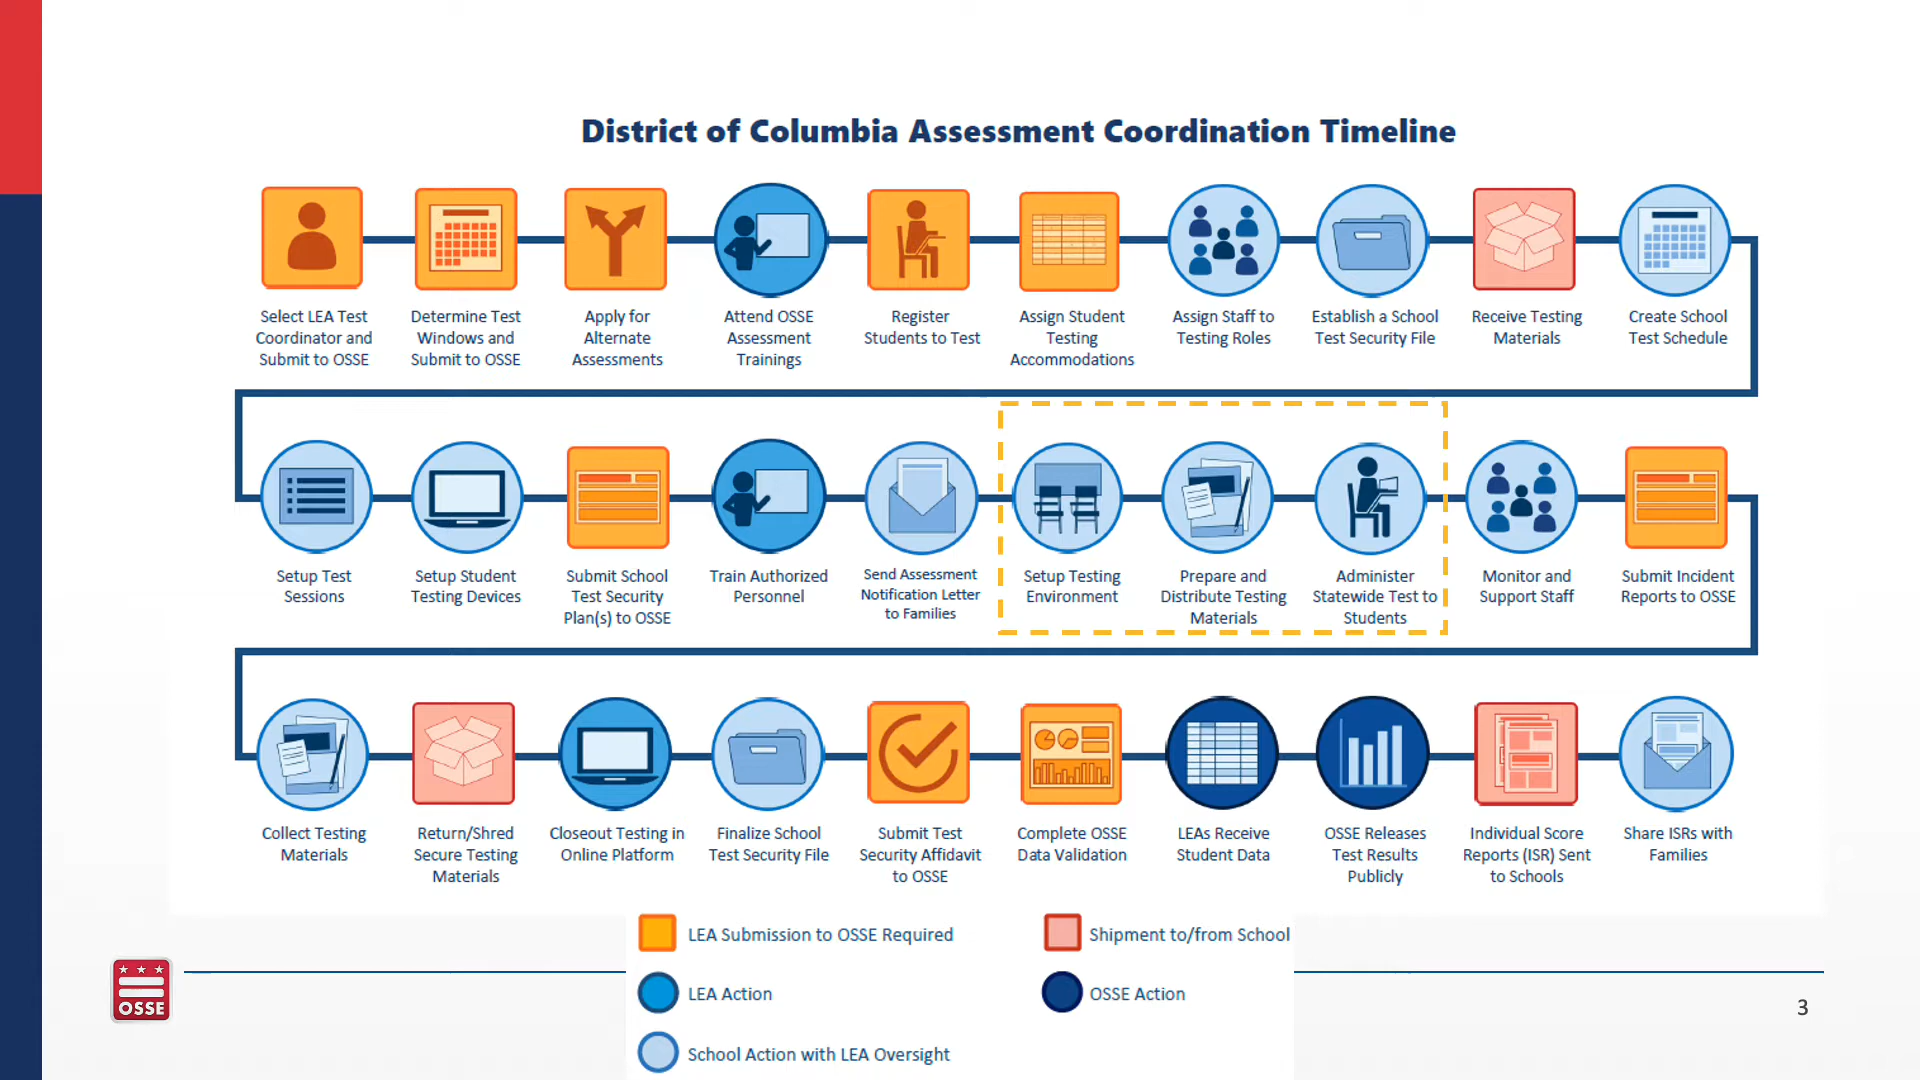 District of Columbia Assessment Coordination Timeline
Select LEA Test
Coordinator and
Submit to OSSE
Determine Test
Windows and
Submit to OSSE
Apply for
Alternate
Assessments
Attend OSSE
Assessment
Trainings
Register
Students to Test
Assign Student
Testing
Accommodations
Assign Staff to
Testing Roles
Establish a School
Test Security File
Receive Testing
Materials
Create School
Test Schedule
Setup Test
Sessions
Setup Student
Testing Devices
Submit School
Test Security
Plan(s) to OSSE
Train Authorized
Personnel
Send Assessment
Notification Letter
to Families
Setup Testing
Environment
Prepare and
Distribute Testing
Materials
Administer
Statewide Test to
Students
Monitor and
Support Staff
Submit Incident
Reports to OSSE
Collect Testing
Materials
Return/Shred
Secure Testing
Materials
Closeout Testing in
Online Platform
Finalize School
Test Security File
Submit Test
Security Affidavit
to OSSE
Complete OSSE
Data Validation
LEAs Receive
Student Data
OSSE Releases
Test Results
Publicly
Individual Score
Reports (ISR) Sent
to Schools
Share ISRs with
Families
LEA Submission to OSSE Required
Shipment to/from School
LEA Action
OSSE Action
School Action with LEA Oversight
OSSE
3